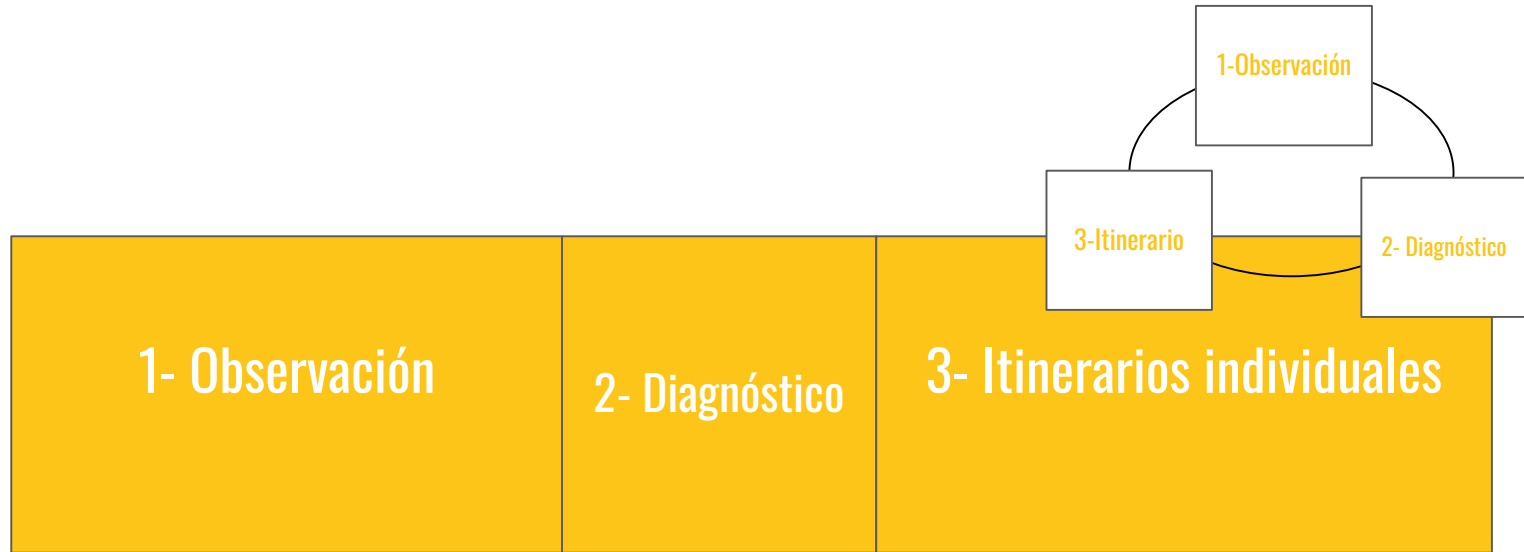 1-Observación
3-Itinerario
2- Diagnóstico
1- Observación
2- Diagnóstico
3- Itinerarios individuales